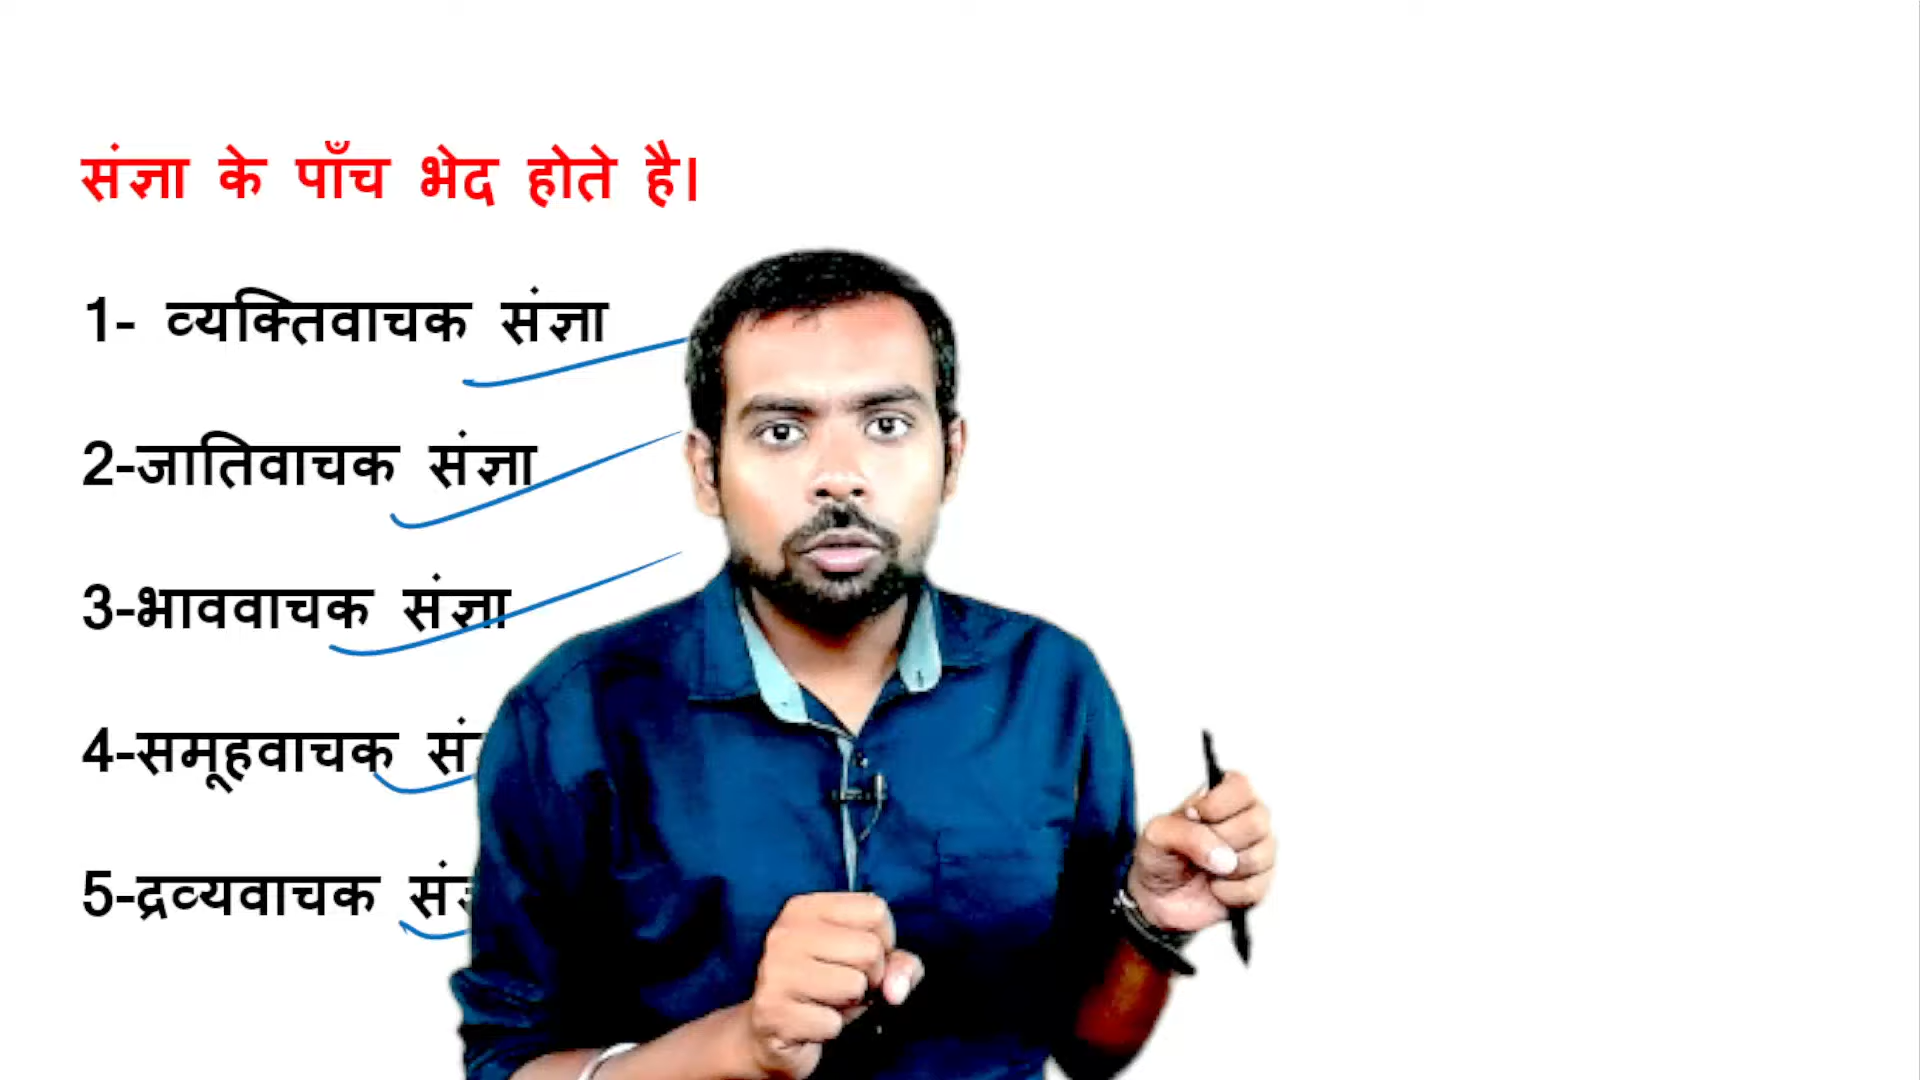 संज्ञा के पाँच भेद होते है।
1- व्यक्तिवाचक संज्ञा
2-जातिवाचक संज्ञा
3-भाववाचक संज्ञा
4-समूहवाचक
5-द्रव्यवाचक